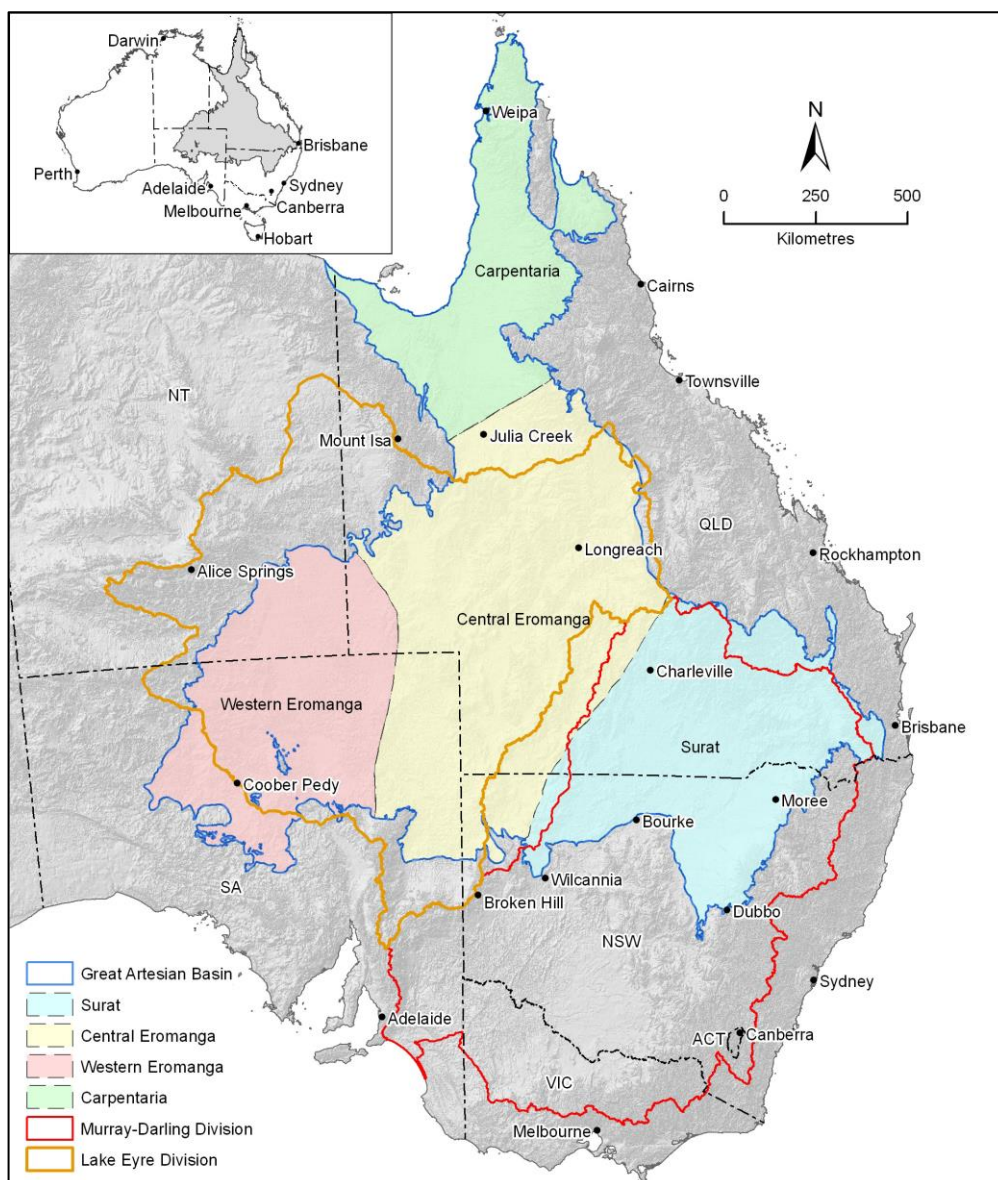 Darwin
Brisbane
Perth
Adelaide
Sydney
Melbourne
Canberra
Hobart
N
0 250 500
Kilometres
Weipa
Carpentaria
Cairns
Townsville
NT
Mount Isa
Julia Creek
QLD
Longreach
Rockhampton
Alice Springs
Central Eromanga
Charleville
Western Eromanga
Brisbane
Surat
Coober Pedy
Moree
Bourke
Wilcannia
SA
Broken Hill
Dubbo
NSW
Sydney
Adelaide
ACT
Canberra
VIC
Melbourne
Great Artesian Basin
Surat
Central Eromanga
Western Eromanga
Carpentaria
Murray-Darling Division
Lake Eyre Division